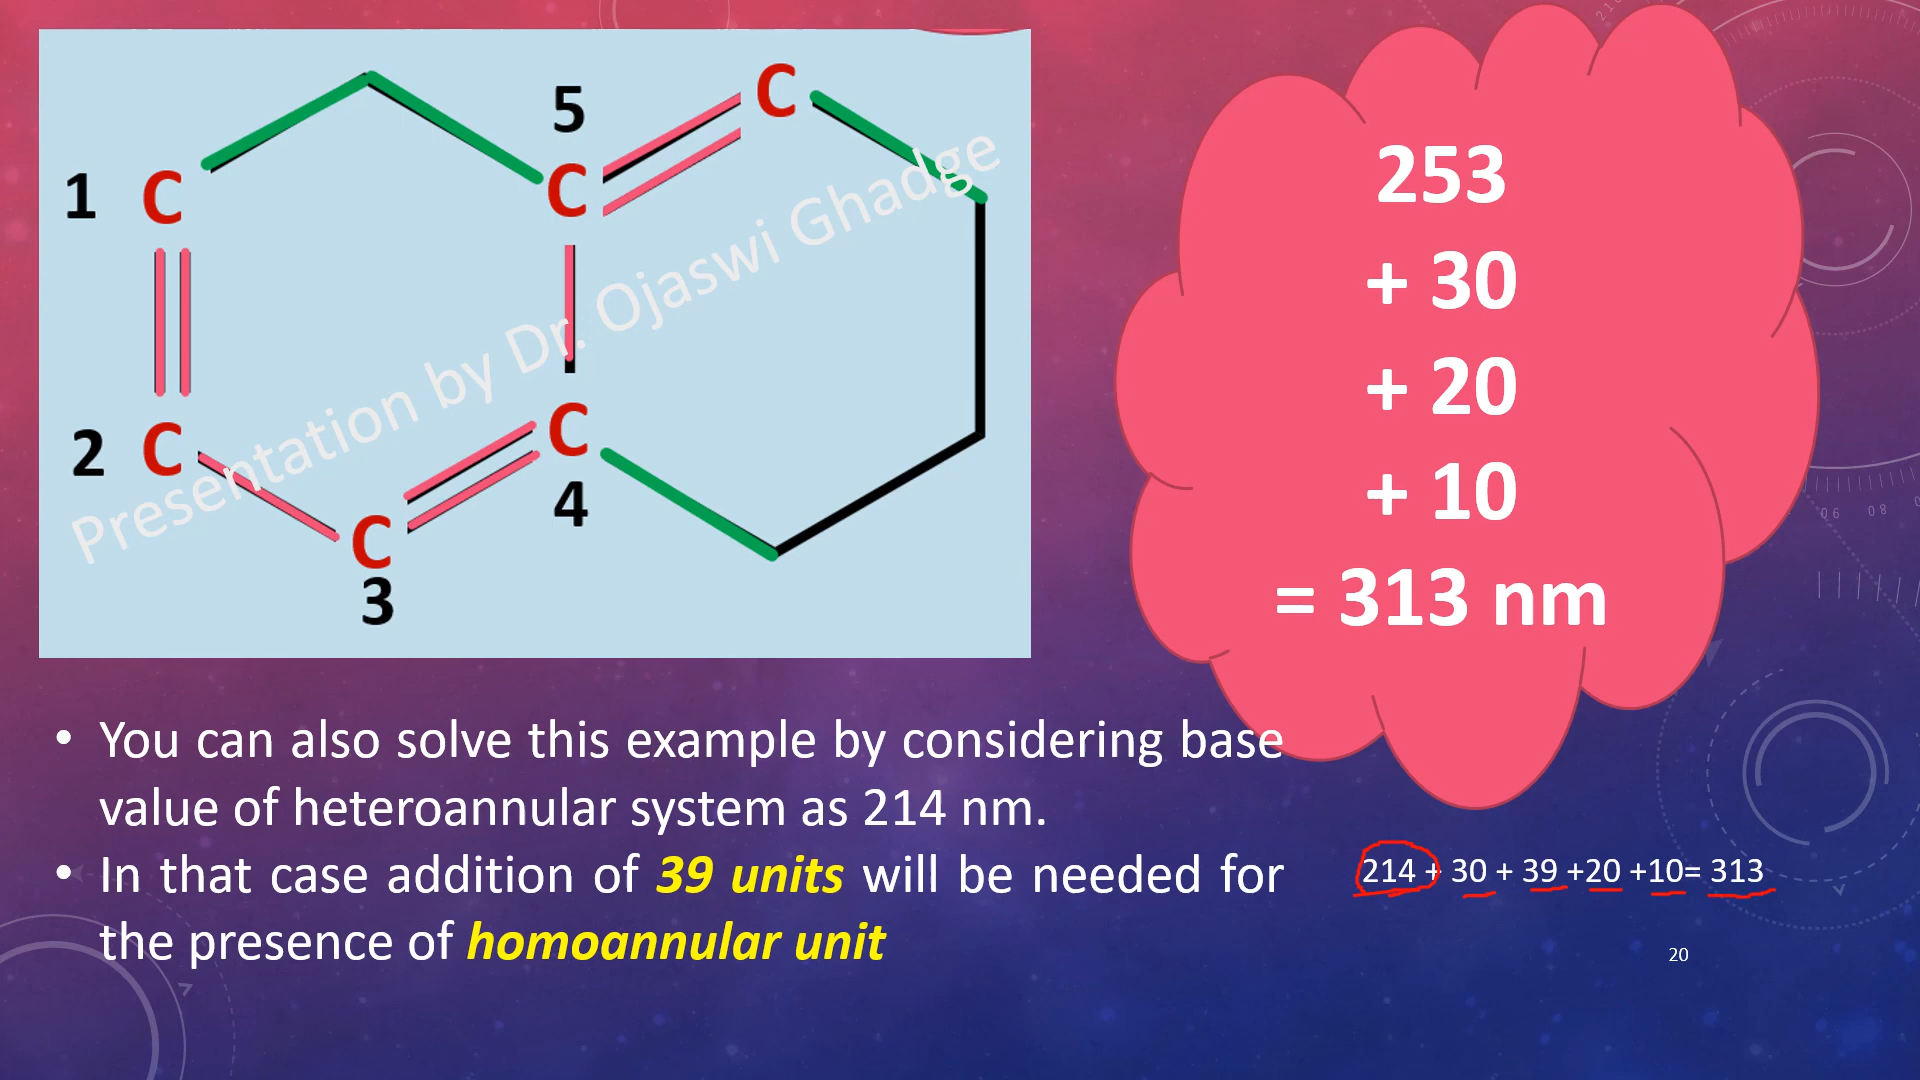 5
C
1
C
C
2
C
C
4
C
3
Presentation by Dr. Ojaswi Ghadge
253
+ 30
+ 20
+ 10
= 313 nm
• You can also solve this example by considering base
value of heteroannular system as 214 nm.
• In that case addition of 39 units will be needed for
the presence of homoannular unit
214 + 30 + 39 +20 +10= 313
20